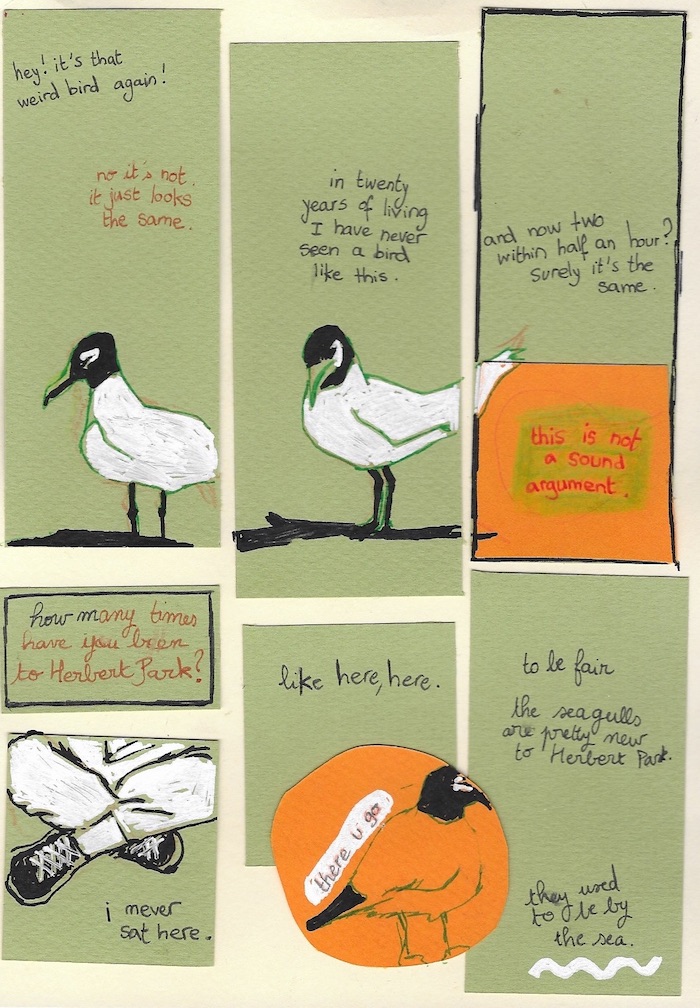 hey! it's that
weird bird again!
no it's not.
it just looks
the same.
in twenty
years of living
I have never
seen a bird
like this.
and now two
within half an hour?
surely it's the
same.
this is not
a sound
argument.
how many times
have you been
to Herbert Park?
i never
sat here.
like here, here.
there u go
to be fair
the seagulls
are pretty new
to Herbert Park.
they used
to be by
the sea.